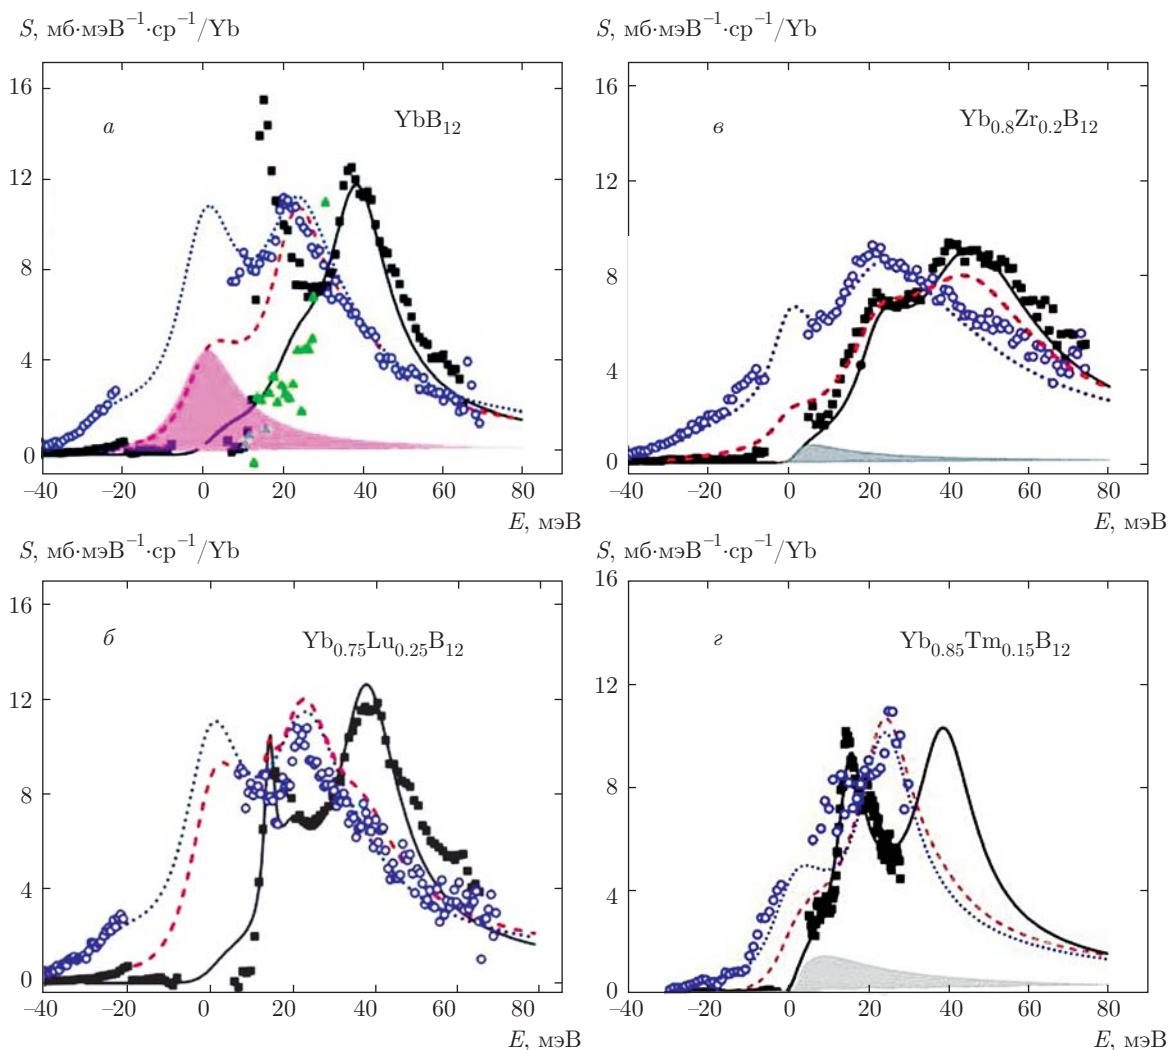 S, мб·мэВ⁻¹·ср⁻¹/Yb
16
а
YbB₁₂
12
8
4
0
–40 –20 0 20 40 60 80
E, мэВ
S, мб·мэВ⁻¹·ср⁻¹/Yb
16
в
Yb₀.₈Zr₀.₂B₁₂
12
8
4
0
–40 –20 0 20 40 60 80
E, мэВ
S, мб·мэВ⁻¹·ср⁻¹/Yb
16
б
Yb₀.₇₅Lu₀.₂₅B₁₂
12
8
4
0
–40 –20 0 20 40 60 80
E, мэВ
S, мб·мэВ⁻¹·ср⁻¹/Yb
16
г
Yb₀.₈₅Tm₀.₁₅B₁₂
12
8
4
0
–40 –20 0 20 40 60 80
E, мэВ